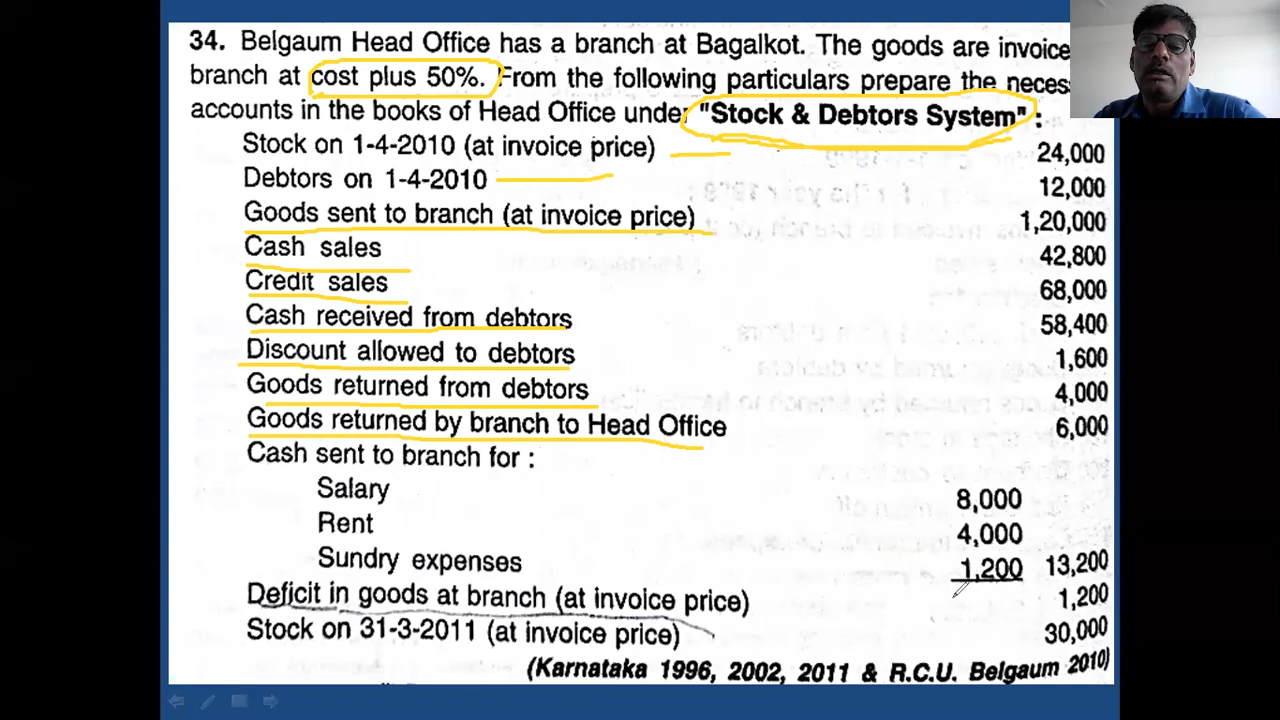 34. Belgaum Head Office has a branch at Bagalkot. The goods are invoice
branch at cost plus 50%. From the following particulars prepare the neces
accounts in the books of Head Office under "Stock & Debtors System" :
Stock on 1-4-2010 (at invoice price) 24,000
Debtors on 1-4-2010 12,000
Goods sent to branch (at invoice price) 1,20,000
Cash sales 42,800
Credit sales 68,000
Cash received from debtors 58,400
Discount allowed to debtors 1,600
Goods returned from debtors 4,000
Goods returned by branch to Head Office 6,000
Cash sent to branch for :
Salary 8,000
Rent 4,000
Sundry expenses 1,200 13,200
Deficit in goods at branch (at invoice price) 1,200
Stock on 31-3-2011 (at invoice price) 30,000
(Karnataka 1996, 2002, 2011 & R.C.U. Belgaum 2010)